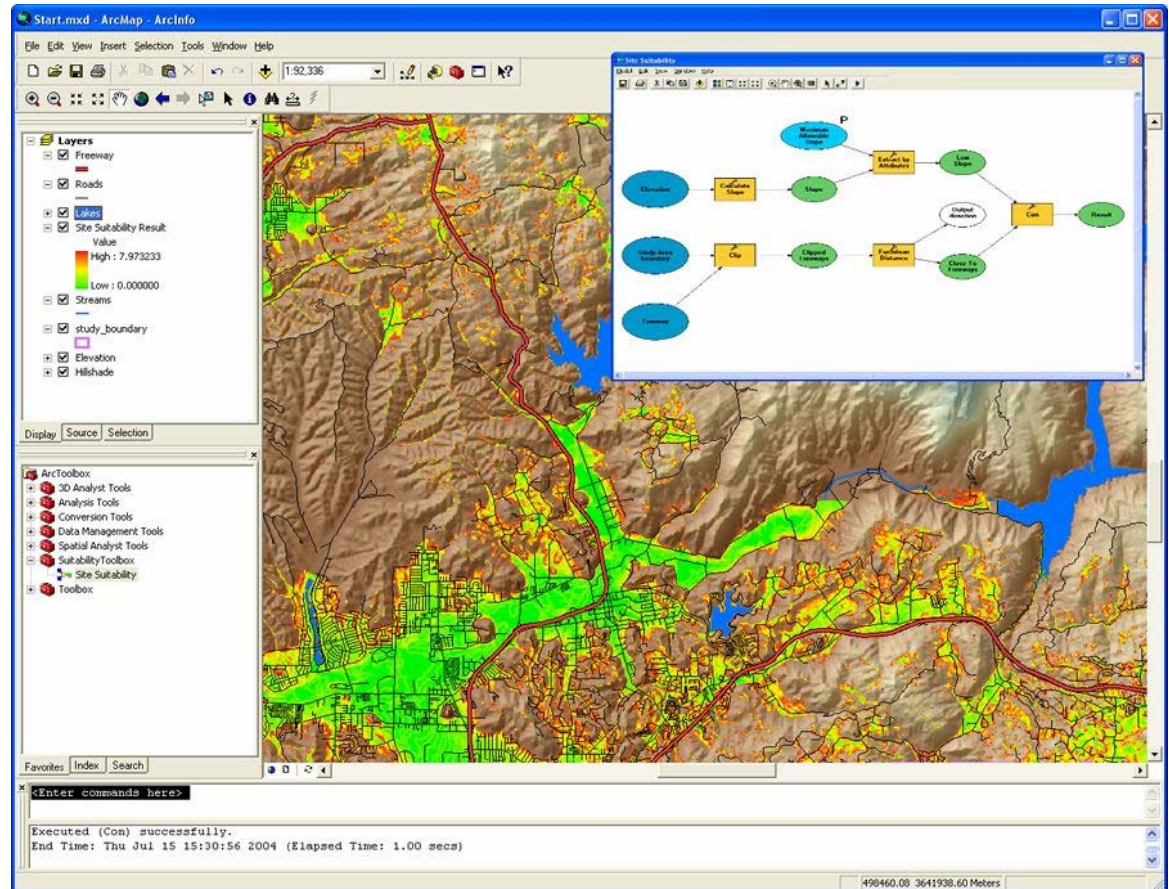 Start.mxd - ArcMap - ArcInfo
File Edit View Insert Selection Tools Window Help
1:92,336
Layers
Freeway
Roads
Lakes
Site Suitability Result
Value
High : 7.973233
Low : 0.000000
Streams
study_boundary
Elevation
Hillshade
Display Source Selection
ArcToolbox
3D Analyst Tools
Analysis Tools
Conversion Tools
Data Management Tools
Spatial Analyst Tools
SuitabilityToolbox
Site Suitability
Toolbox
Favorites Index Search
Site Suitability
Model Edit View Window Help
P
Maximum
Allowable
Slope
Extract by
Attributes
Low
Slope
Elevation
Calculate
Slope
Slope
Output
direction
Con
Result
Study Area
boundary
Clip
Clipped
Freeways
Euclidean
Distance
Close To
Freeways
Freeway
<Enter commands here>
Executed (Con) successfully.
End Time: Thu Jul 15 15:30:56 2004 (Elapsed Time: 1.00 secs)
498460.08 3641938.60 Meters